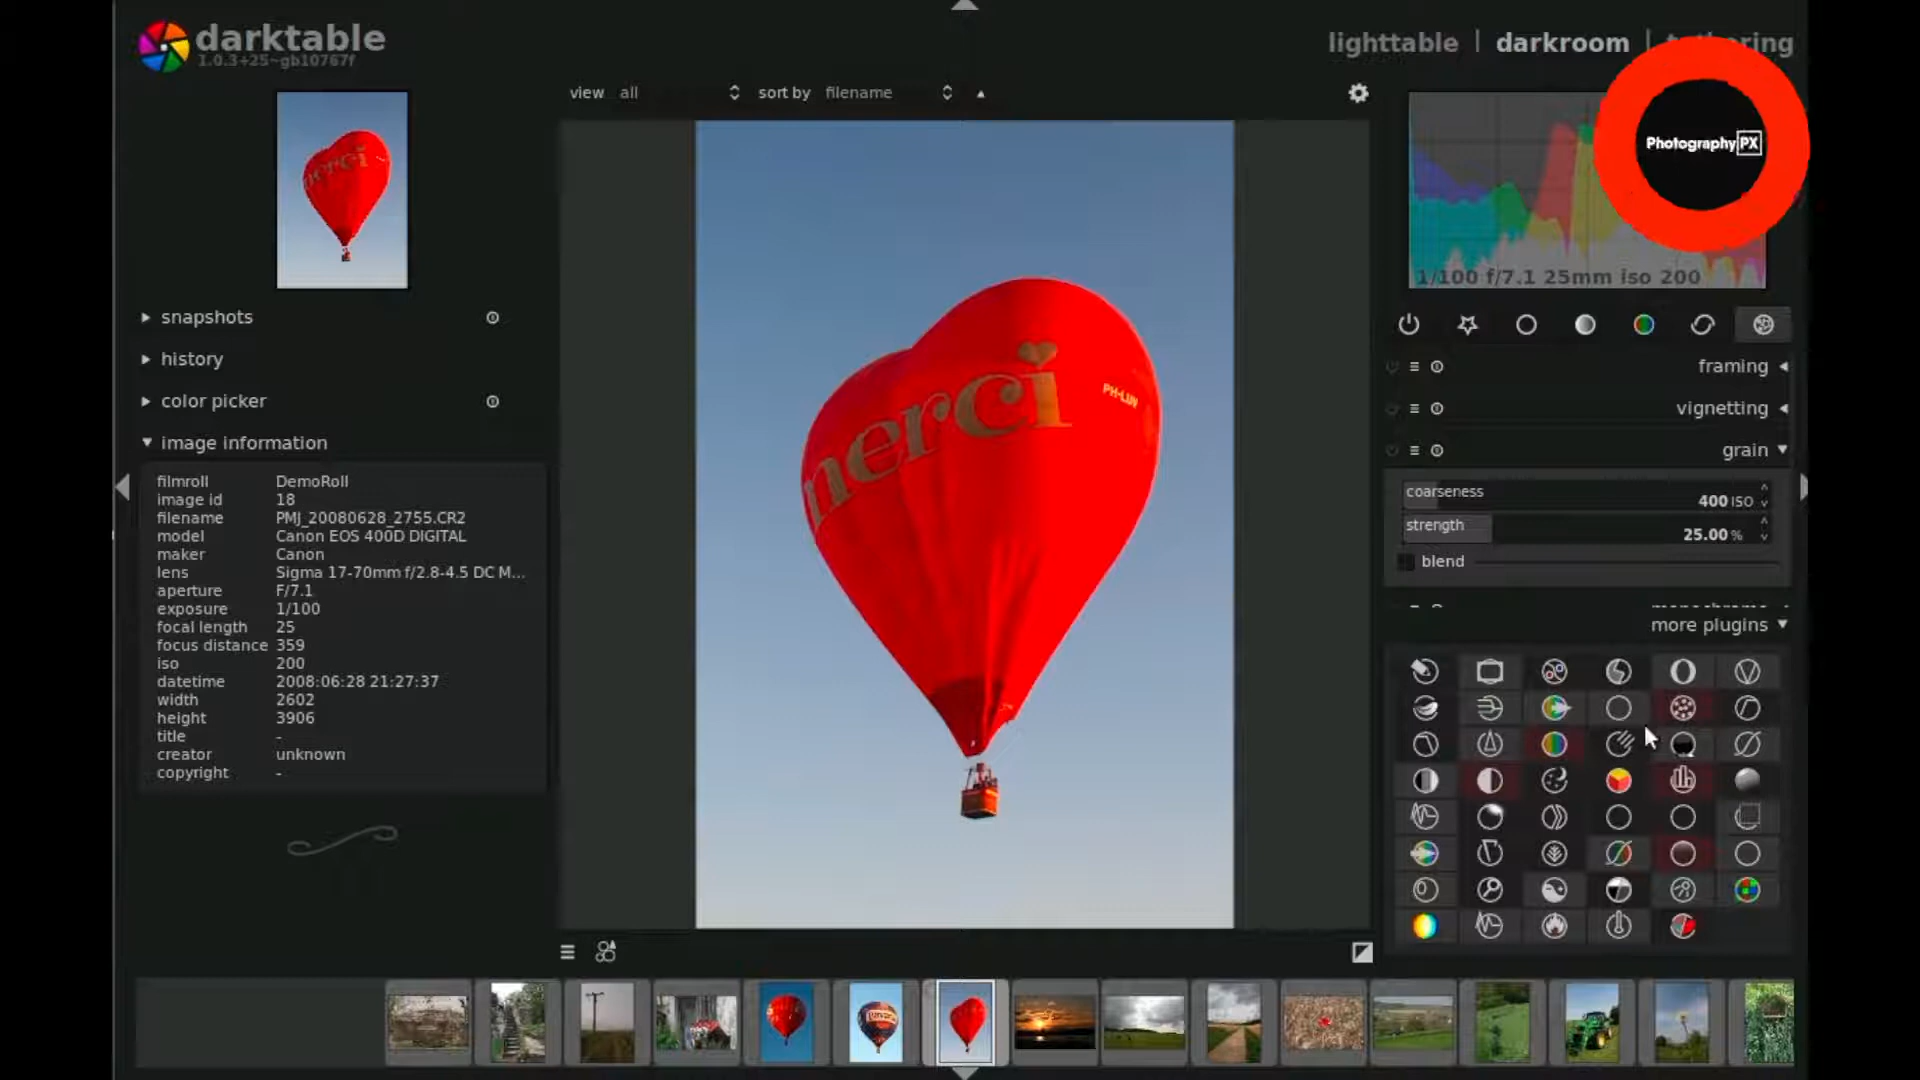 darktable
1.0.3+25~gb10767f
lighttable | darkroom | tethering
view all sort by filename
PhotographyPX
1/100 f/7.1 25mm iso 200
merci
PH-LUV
snapshots
history
color picker
image information
filmroll DemoRoll
image id 18
filename PMJ_20080628_2755.CR2
model Canon EOS 400D DIGITAL
maker Canon
lens Sigma 17-70mm f/2.8-4.5 DC M...
aperture F/7.1
exposure 1/100
focal length 25
focus distance 359
iso 200
datetime 2008:06:28 21:27:37
width 2602
height 3906
title -
creator unknown
copyright -
framing
vignetting
grain
coarseness 400 ISO
strength 25.00 %
blend
more plugins